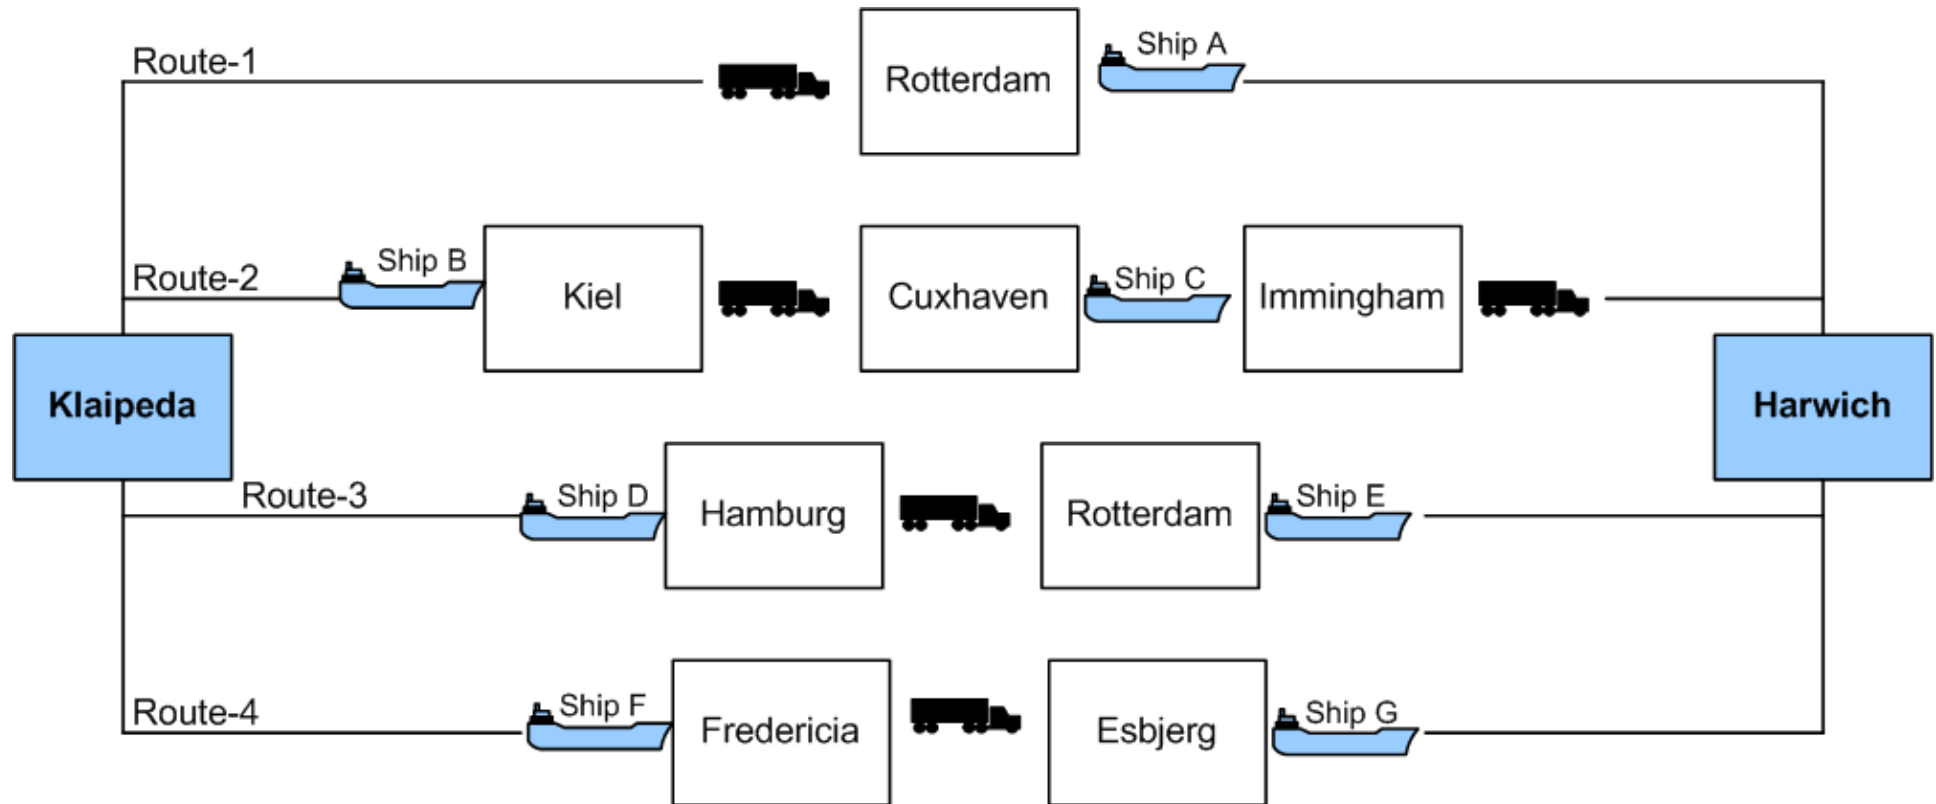 Route-1
Rotterdam
Ship A
Route-2
Ship B
Kiel
Cuxhaven
Ship C
Immingham
Klaipeda
Harwich
Route-3
Ship D
Hamburg
Rotterdam
Ship E
Route-4
Ship F
Fredericia
Esbjerg
Ship G